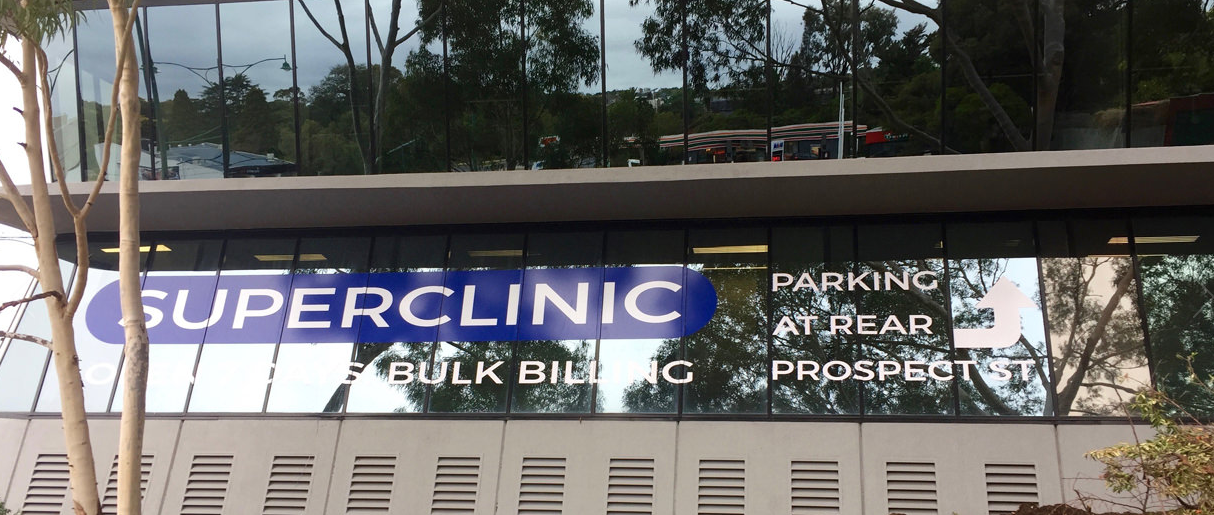 SUPERCLINIC
BULK BILLING
PARKING
AT REAR
PROSPECT ST